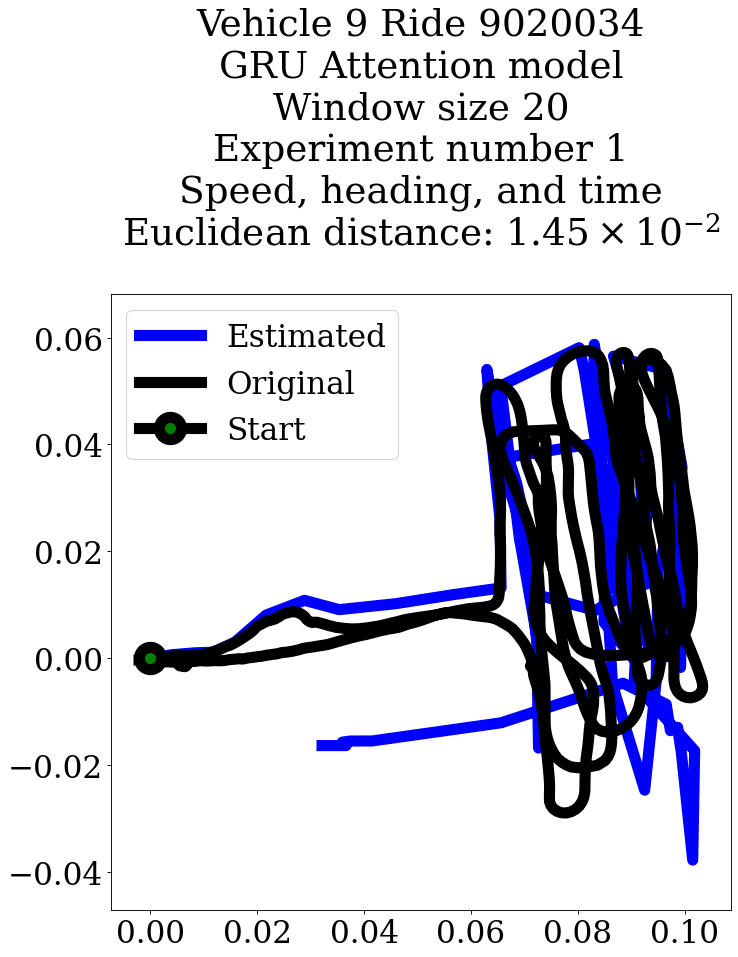 Vehicle 9 Ride 9020034
GRU Attention model
Window size 20
Experiment number 1
Speed, heading, and time
Euclidean distance: 1.45 × 10⁻²
Estimated
Original
Start
0.06
0.04
0.02
0.00
−0.02
−0.04
0.00 0.02 0.04 0.06 0.08 0.10